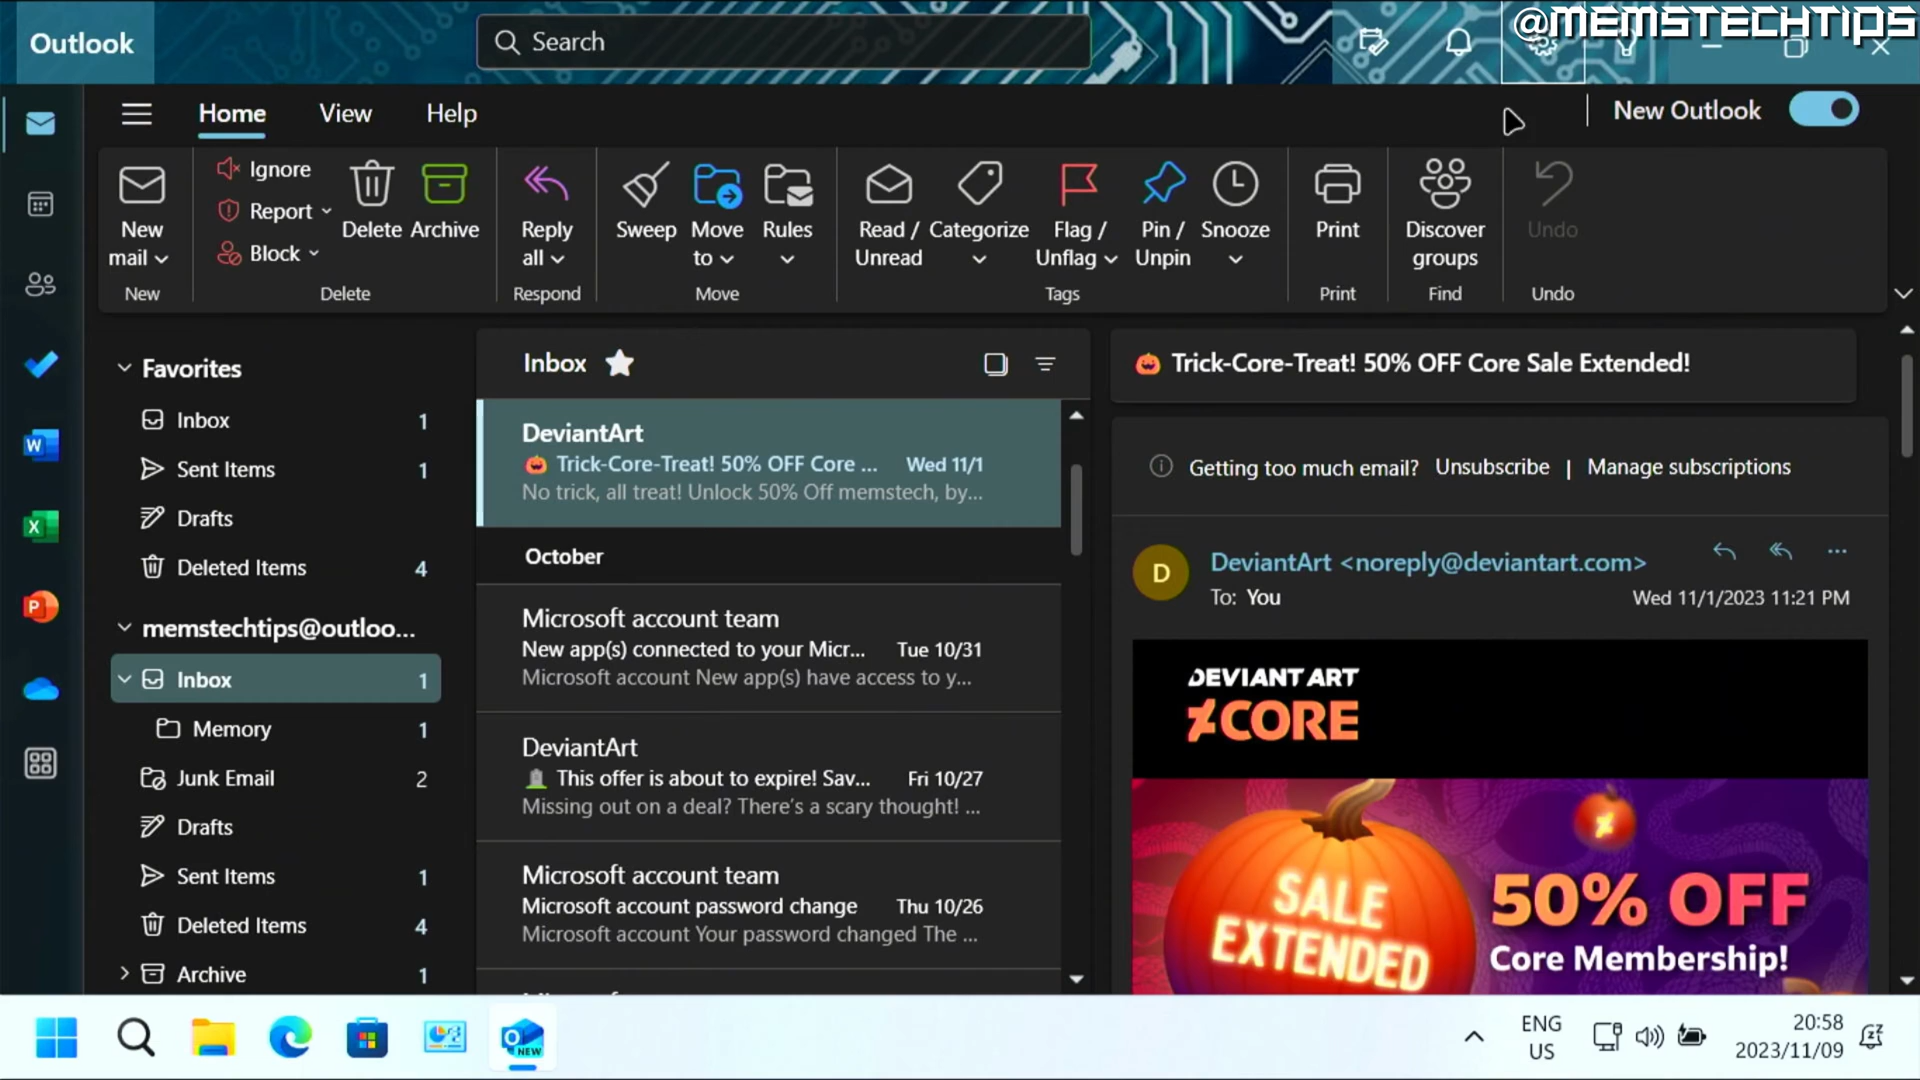 @MEMSTECHTIPS
Outlook
Search
Home
View
Help
New Outlook
New mail
Ignore
Report
Block
Delete
Archive
Reply all
Sweep
Move to
Rules
Read / Unread
Categorize
Flag / Unflag
Pin / Unpin
Snooze
Print
Discover groups
Undo
New
Delete
Respond
Move
Tags
Print
Find
Undo
Favorites
Inbox 1
Sent Items 1
Drafts
Deleted Items 4
memstechtips@outloo...
Inbox 1
Memory 1
Junk Email 2
Drafts
Sent Items 1
Deleted Items 4
Archive 1
Inbox
DeviantArt
Trick-Core-Treat! 50% OFF Core ... Wed 11/1
No trick, all treat! Unlock 50% Off memstech, by...
October
Microsoft account team
New app(s) connected to your Micr... Tue 10/31
Microsoft account New app(s) have access to y...
DeviantArt
This offer is about to expire! Sav... Fri 10/27
Missing out on a deal? There's a scary thought! ...
Microsoft account team
Microsoft account password change Thu 10/26
Microsoft account Your password changed The ...
Trick-Core-Treat! 50% OFF Core Sale Extended!
Getting too much email? Unsubscribe | Manage subscriptions
D
DeviantArt <noreply@deviantart.com>
To: You
Wed 11/1/2023 11:21 PM
DEVIANT ART
CORE
SALE
EXTENDED
50% OFF
Core Membership!
W
X
P
NEW
ENG
US
20:58
2023/11/09